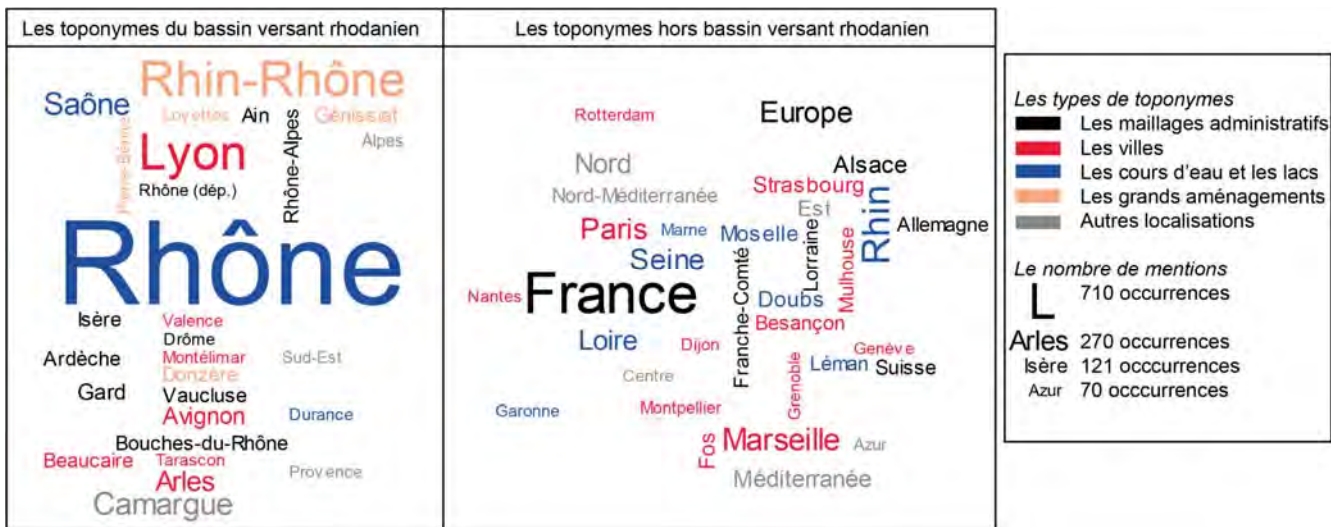 Les toponymes du bassin versant rhodanien
Rhin-Rhône
Saône
Loyettes
Ain
Génissiat
Pierre-Bénite
Lyon
Rhône-Alpes
Alpes
Rhône (dép.)
Rhône
Isère
Valence
Drôme
Ardèche
Montélimar
Sud-Est
Donzère
Gard
Vaucluse
Avignon
Durance
Bouches-du-Rhône
Beaucaire
Tarascon
Provence
Arles
Camargue
Les toponymes hors bassin versant rhodanien
Rotterdam
Europe
Nord
Alsace
Nord-Méditerranée
Strasbourg
Est
Rhin
Allemagne
Paris
Marne
Moselle
Lorraine
Mulhouse
Seine
Nantes
France
Franche-Comté
Doubs
Besançon
Loire
Dijon
Genève
Léman
Suisse
Centre
Grenoble
Garonne
Montpellier
Fos
Marseille
Azur
Méditerranée
Les types de toponymes
Les maillages administratifs
Les villes
Les cours d'eau et les lacs
Les grands aménagements
Autres localisations
Le nombre de mentions
L 710 occurrences
Arles 270 occurrences
Isère 121 occcurrences
Azur 70 occcurrences